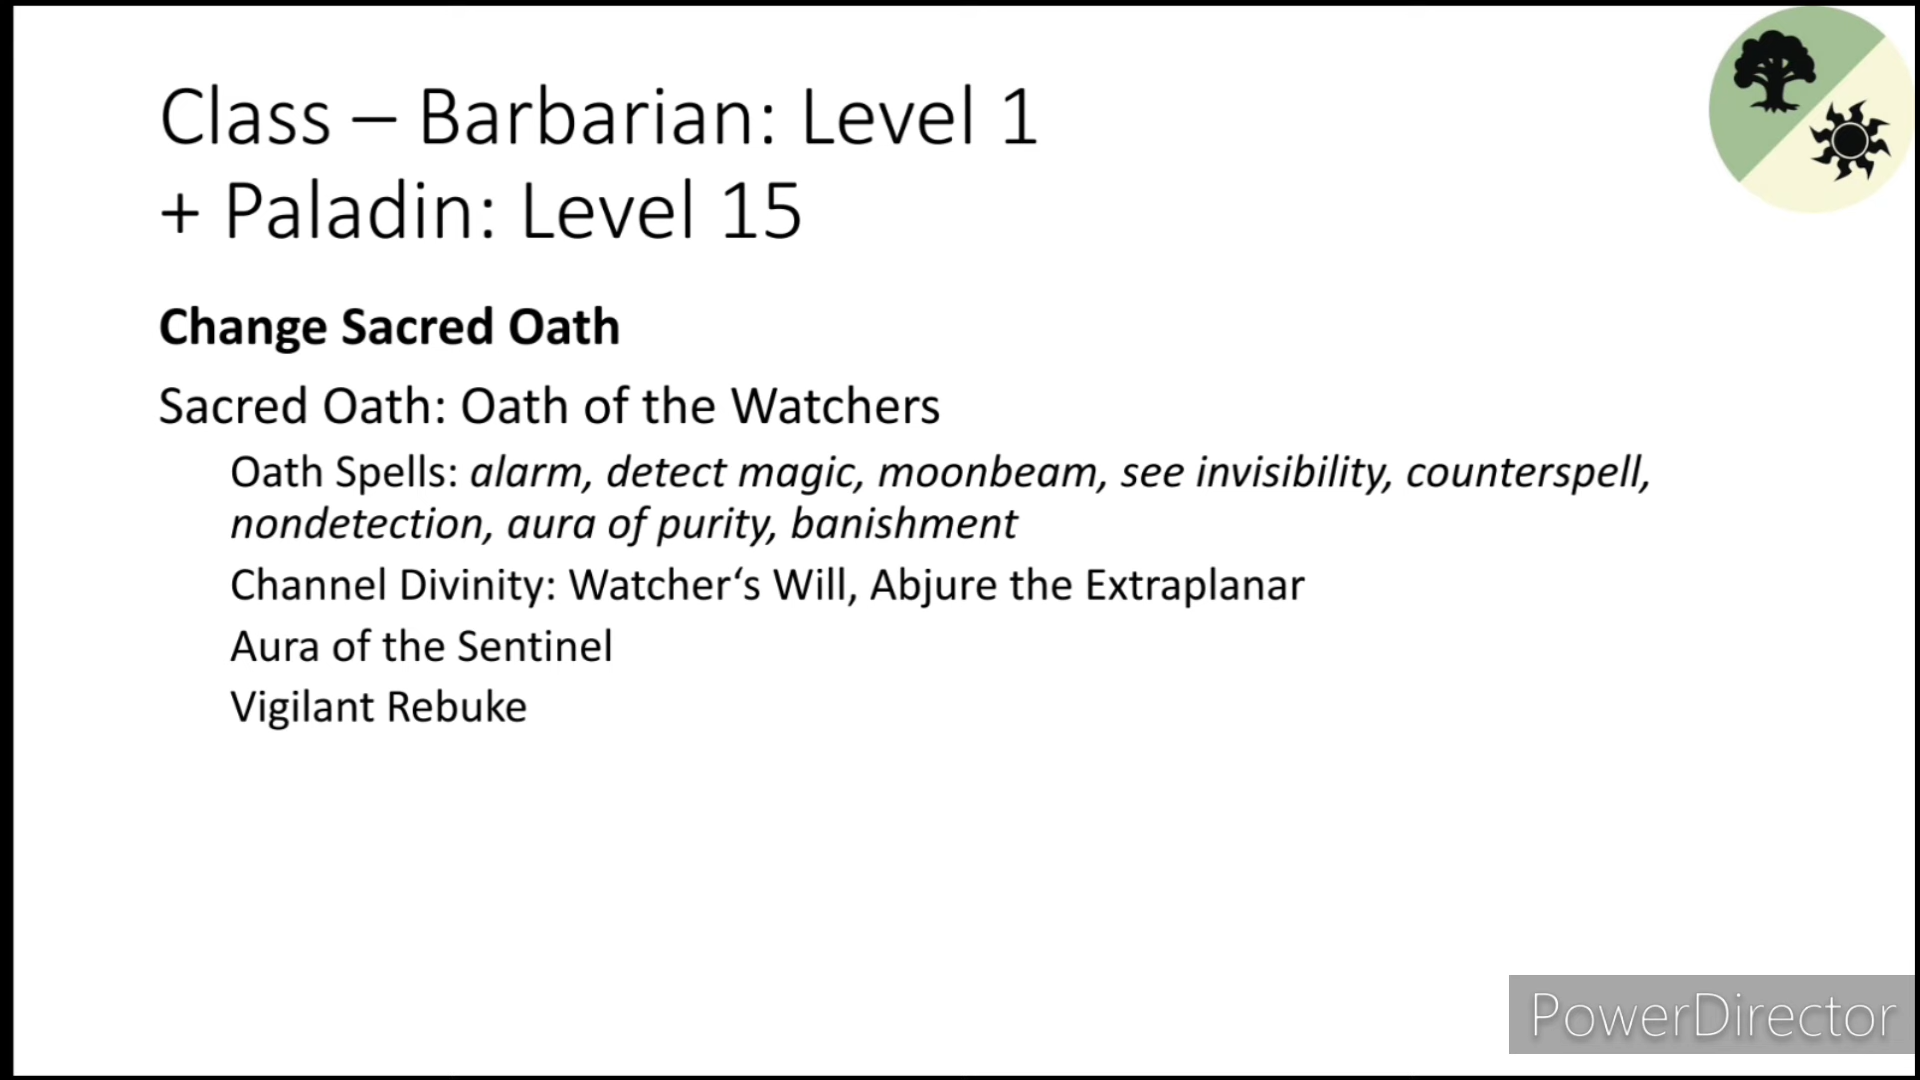 Class – Barbarian: Level 1
+ Paladin: Level 15
Change Sacred Oath
Sacred Oath: Oath of the Watchers
Oath Spells: alarm, detect magic, moonbeam, see invisibility, counterspell,
nondetection, aura of purity, banishment
Channel Divinity: Watcher‘s Will, Abjure the Extraplanar
Aura of the Sentinel
Vigilant Rebuke
PowerDirector